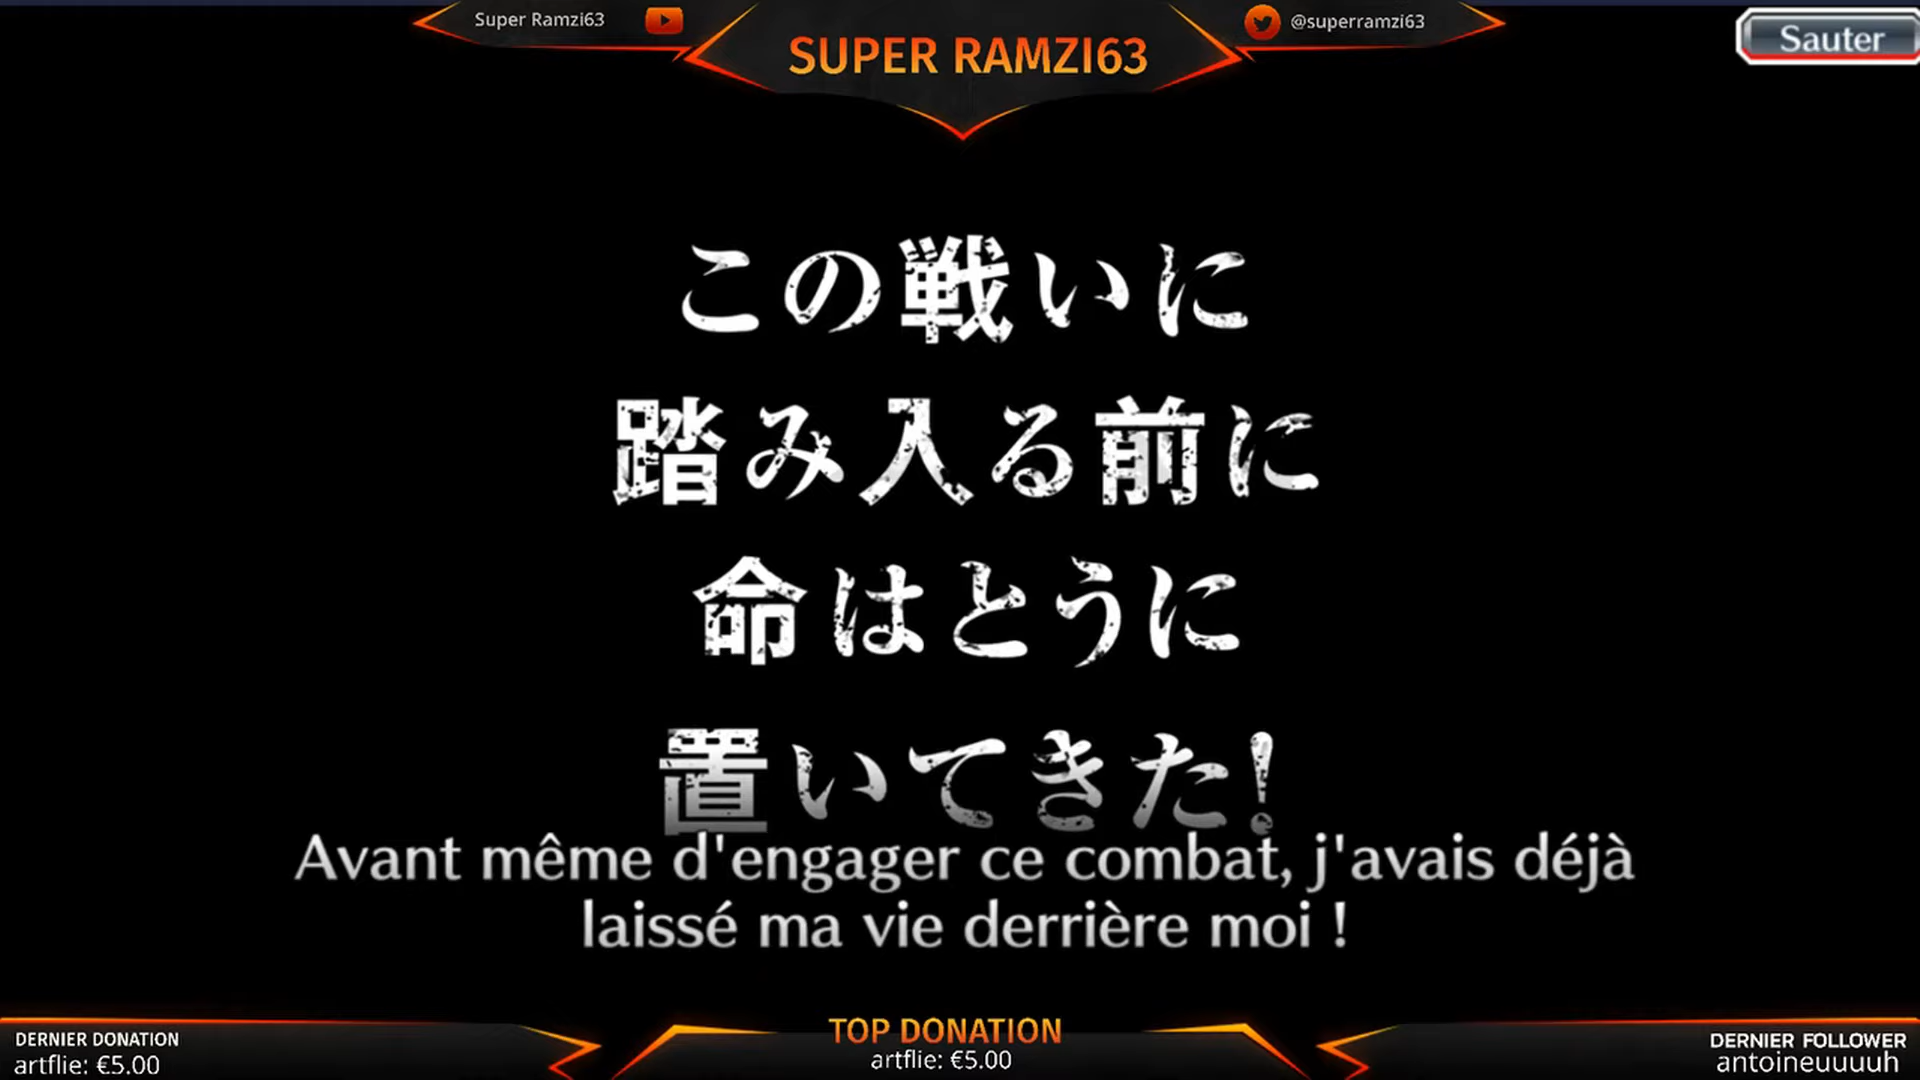 Super Ramzi63
SUPER RAMZI63
@superramzi63
Sauter
この戦いに
踏み入る前に
命はとうに
置いてきた!
Avant même d'engager ce combat, j'avais déjà
laissé ma vie derrière moi !
DERNIER DONATION
artflie: €5.00
TOP DONATION
artflie: €5.00
DERNIER FOLLOWER
antoineuuuuh